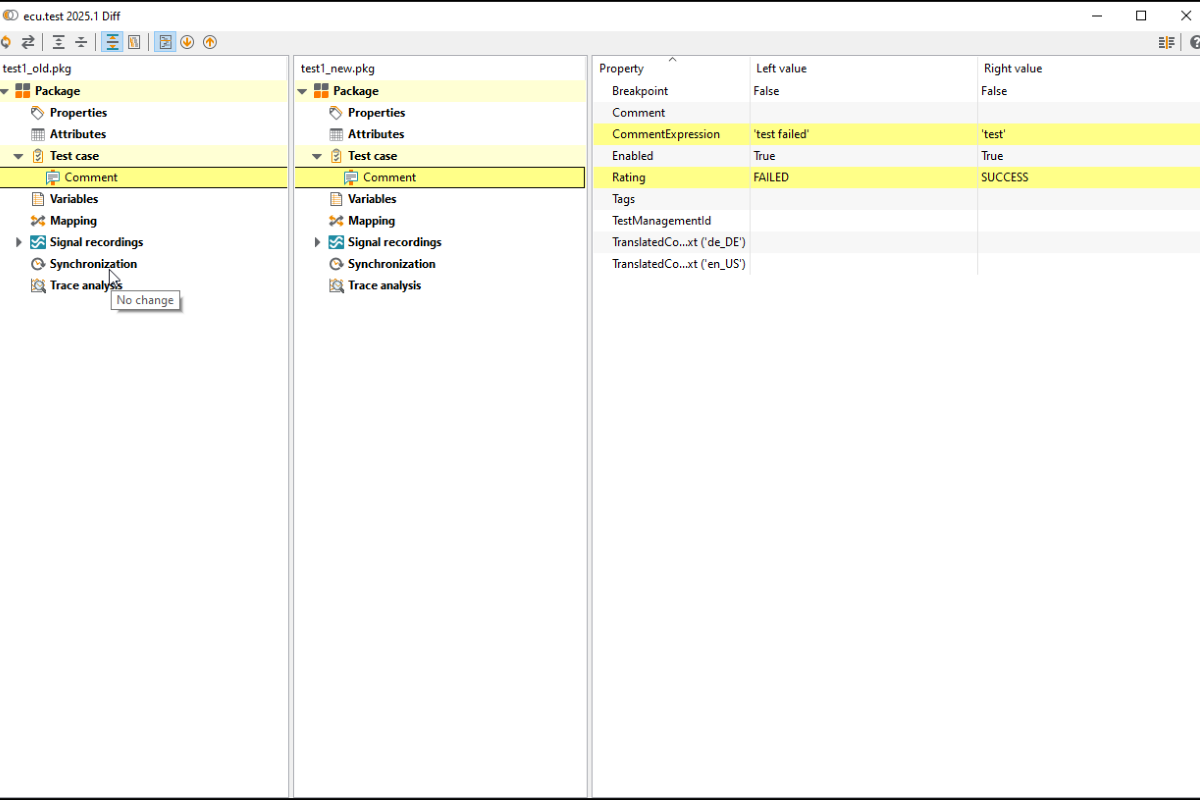 ecu.test 2025.1 Diff
test1_old.pkg
Package
Properties
Attributes
Test case
Comment
Variables
Mapping
Signal recordings
Synchronization
Trace analysis
No change
test1_new.pkg
Package
Properties
Attributes
Test case
Comment
Variables
Mapping
Signal recordings
Synchronization
Trace analysis
Property Left value Right value
Breakpoint False False
Comment
CommentExpression 'test failed' 'test'
Enabled True True
Rating FAILED SUCCESS
Tags
TestManagementId
TranslatedCo...xt ('de_DE')
TranslatedCo...xt ('en_US')